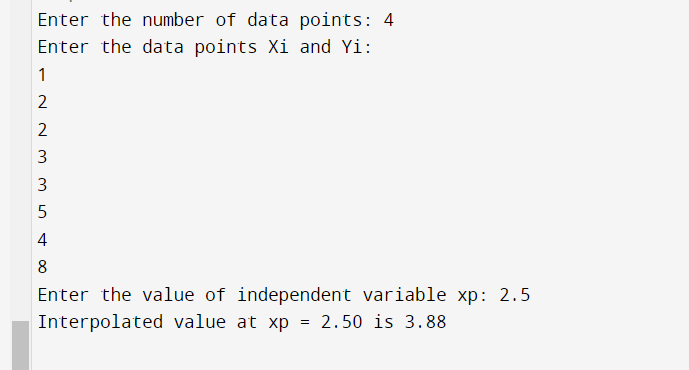 Enter the number of data points: 4
Enter the data points Xi and Yi:
1
2
2
3
3
5
4
8
Enter the value of independent variable xp: 2.5
Interpolated value at xp = 2.50 is 3.88